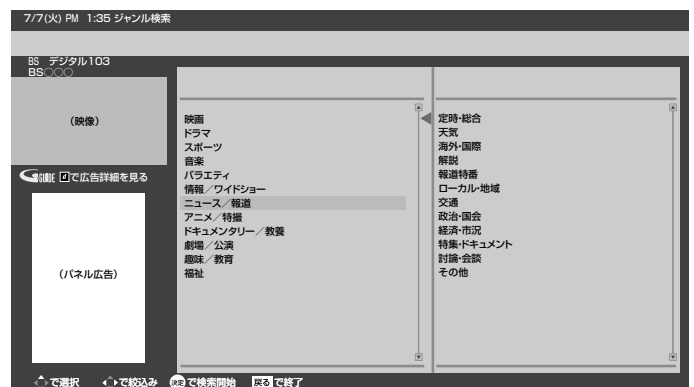 7/7(火) PM 1:35 ジャンル検索
BS デジタル103
BS○○○
(映像)
GGUIDE dで広告詳細を見る
(パネル広告)
映画
ドラマ
スポーツ
音楽
バラエティ
情報／ワイドショー
ニュース／報道
アニメ／特撮
ドキュメンタリー／教養
劇場／公演
趣味／教育
福祉
定時・総合
天気
海外・国際
解説
報道特番
ローカル・地域
交通
政治・国会
経済・市況
特集・ドキュメント
討論・会談
その他
で選択 で絞込み 決定で検索開始 戻るで終了